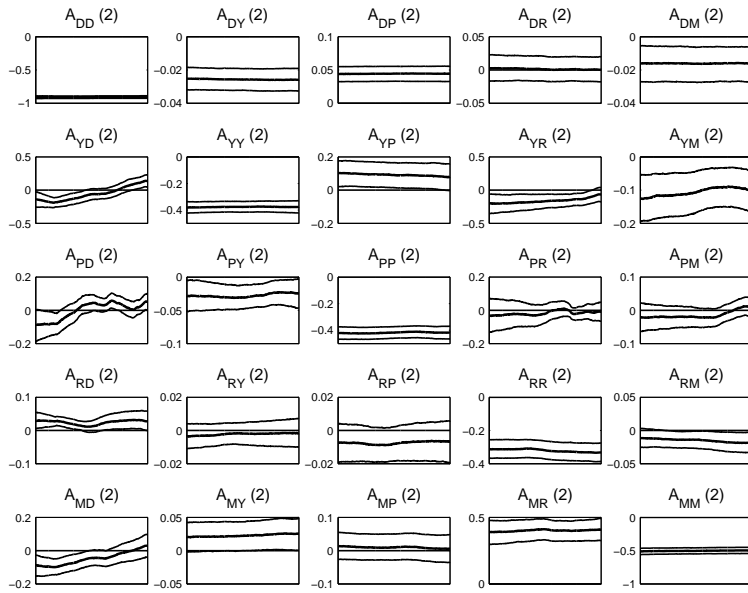 A_DD (2) A_DY (2) A_DP (2) A_DR (2) A_DM (2)
0 0 0.1 0.05 0
−0.5 −0.02 0.05 0 −0.02
−1 −0.04 0 −0.05 −0.04
A_YD (2) A_YY (2) A_YP (2) A_YR (2) A_YM (2)
0.5 0 0.2 0.5 0
0 −0.2 0 0 −0.1
−0.5 −0.4 −0.2 −0.5 −0.2
A_PD (2) A_PY (2) A_PP (2) A_PR (2) A_PM (2)
0.2 0 0 0.2 0.1
0 −0.05 −0.2 0 0
−0.2 −0.1 −0.4 −0.2 −0.1
A_RD (2) A_RY (2) A_RP (2) A_RR (2) A_RM (2)
0.1 0.02 0.02 0 0.05
0 0 0 −0.2 0
−0.1 −0.02 −0.02 −0.4 −0.05
A_MD (2) A_MY (2) A_MP (2) A_MR (2) A_MM (2)
0.2 0.05 0.1 0.5 0
0 0 0 −0.5
−0.2 −0.05 −0.1 0 −1